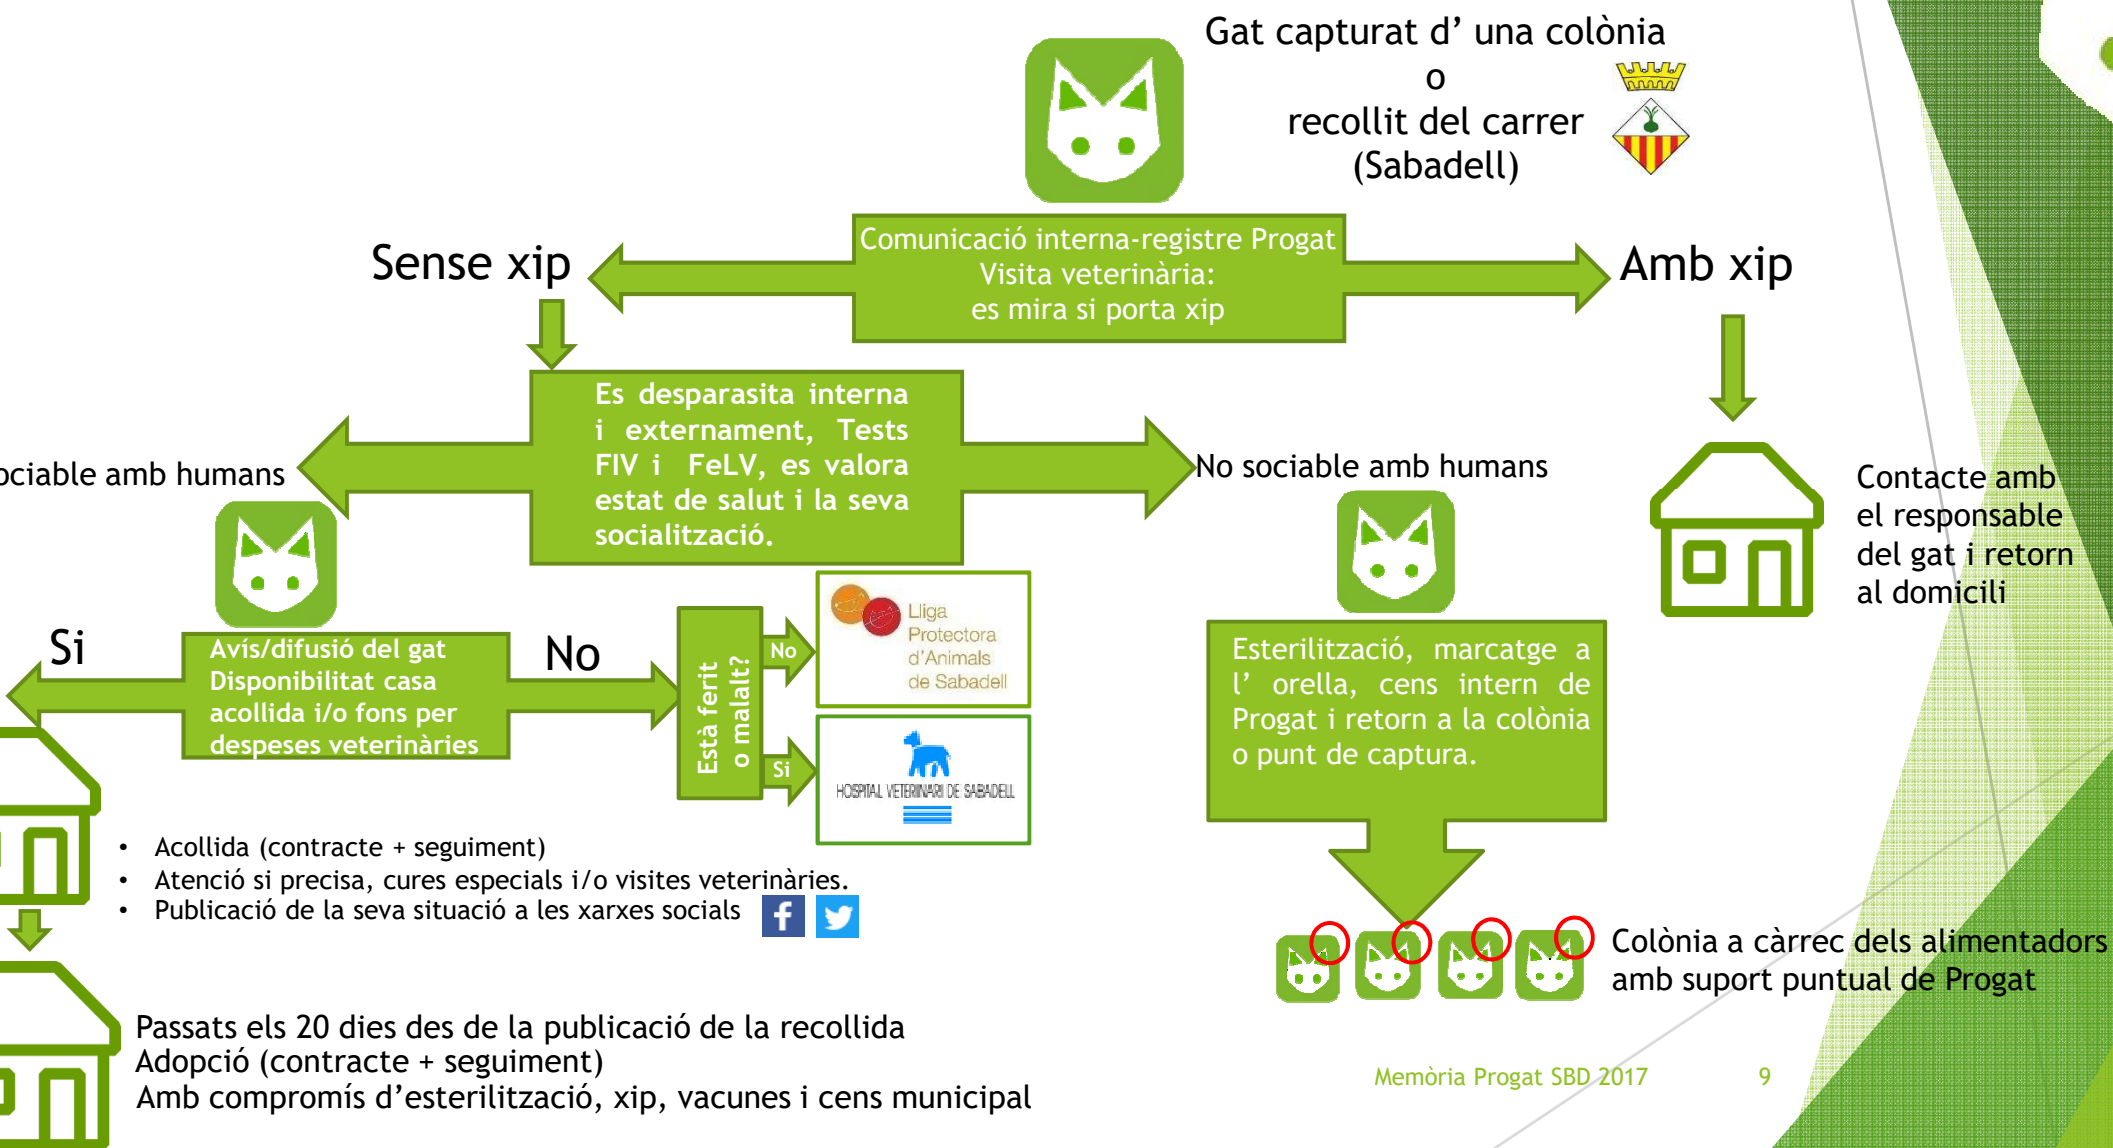 Gat capturat d’ una colònia
o
recollit del carrer
(Sabadell)
Comunicació interna-registre Progat
Visita veterinària:
es mira si porta xip
Sense xip
Amb xip
Es desparasita interna
i externament, Tests
FIV i FeLV, es valora
estat de salut i la seva
socialització.
ociable amb humans
No sociable amb humans
Contacte amb
el responsable
del gat i retorn
al domicili
Si
Avís/difusió del gat
Disponibilitat casa
acollida i/o fons per
despeses veterinàries
No
Està ferit
o malalt?
No
Lliga
Protectora
d'Animals
de Sabadell
Si
HOSPITAL VETERINARI DE SABADELL
Esterilització, marcatge a
l’ orella, cens intern de
Progat i retorn a la colònia
o punt de captura.
• Acollida (contracte + seguiment)
• Atenció si precisa, cures especials i/o visites veterinàries.
• Publicació de la seva situació a les xarxes socials
Colònia a càrrec dels alimentadors
amb suport puntual de Progat
Passats els 20 dies des de la publicació de la recollida
Adopció (contracte + seguiment)
Amb compromís d’esterilització, xip, vacunes i cens municipal
Memòria Progat SBD 2017 9